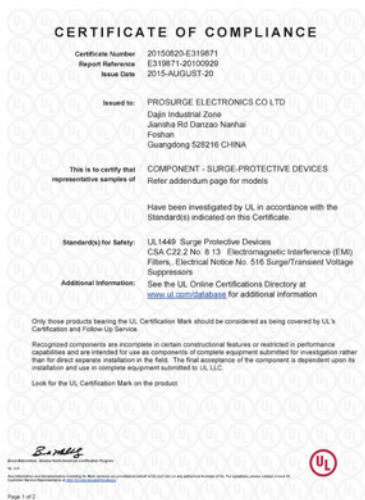 CERTIFICATE OF COMPLIANCE
Certificate Number 20150820-E319871
Report Reference E319871-20100929
Issue Date 2015-AUGUST-20
Issued to: PROSURGE ELECTRONICS CO LTD
Dajin Industrial Zone
Jiansha Rd Danzao Nanhai
Foshan
Guangdong 528216 CHINA
This is to certify that representative samples of
COMPONENT - SURGE-PROTECTIVE DEVICES
Refer addendum page for models
Have been investigated by UL in accordance with the
Standard(s) indicated on this Certificate.
Standard(s) for Safety: UL1449 Surge Protective Devices
CSA C22.2 No. 8 13 Electromagnetic Interference (EMI)
Filters, Electrical Notice No. 516 Surge/Transient Voltage
Suppressors
Additional Information: See the UL Online Certifications Directory at
www.ul.com/database for additional information
Only those products bearing the UL Certification Mark should be considered as being covered by UL's
Certification and Follow-Up Service.
Recognized components are incomplete in certain constructional features or restricted in performance
capabilities and are intended for use as components of complete equipment submitted for investigation rather
than for direct separate installation in the field. The final acceptance of the component is dependent upon its
installation and use in complete equipment submitted to UL LLC.
Look for the UL Certification Mark on the product.
UL
Page 1 of 2